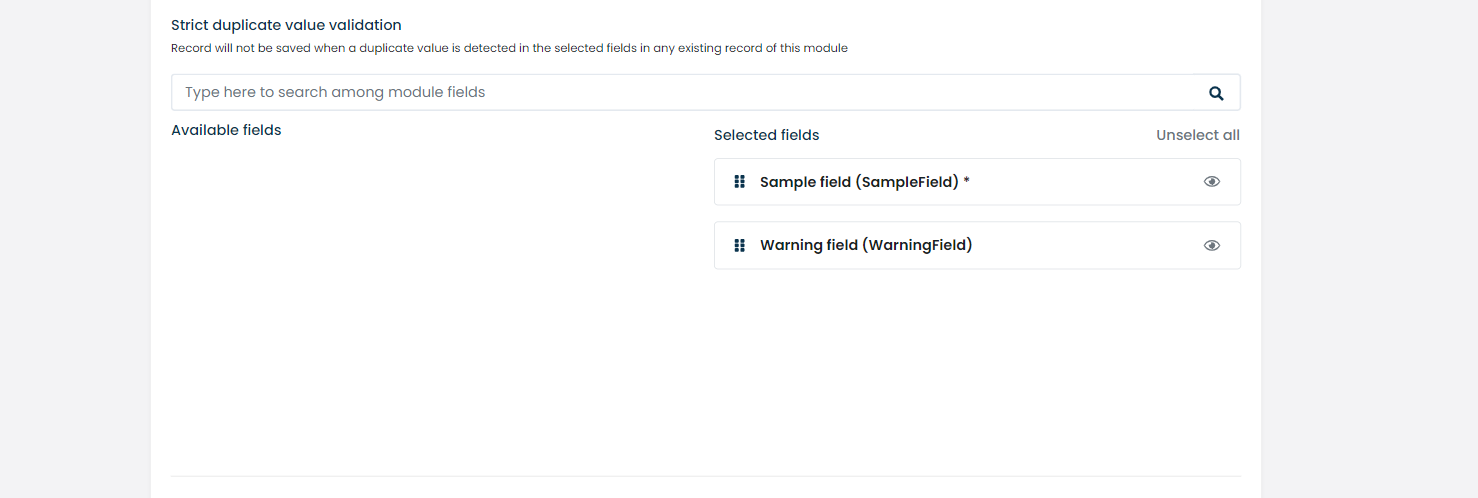 Strict duplicate value validation
Record will not be saved when a duplicate value is detected in the selected fields in any existing record of this module
Type here to search among module fields
Available fields
Selected fields
Unselect all
Sample field (SampleField) *
Warning field (WarningField)